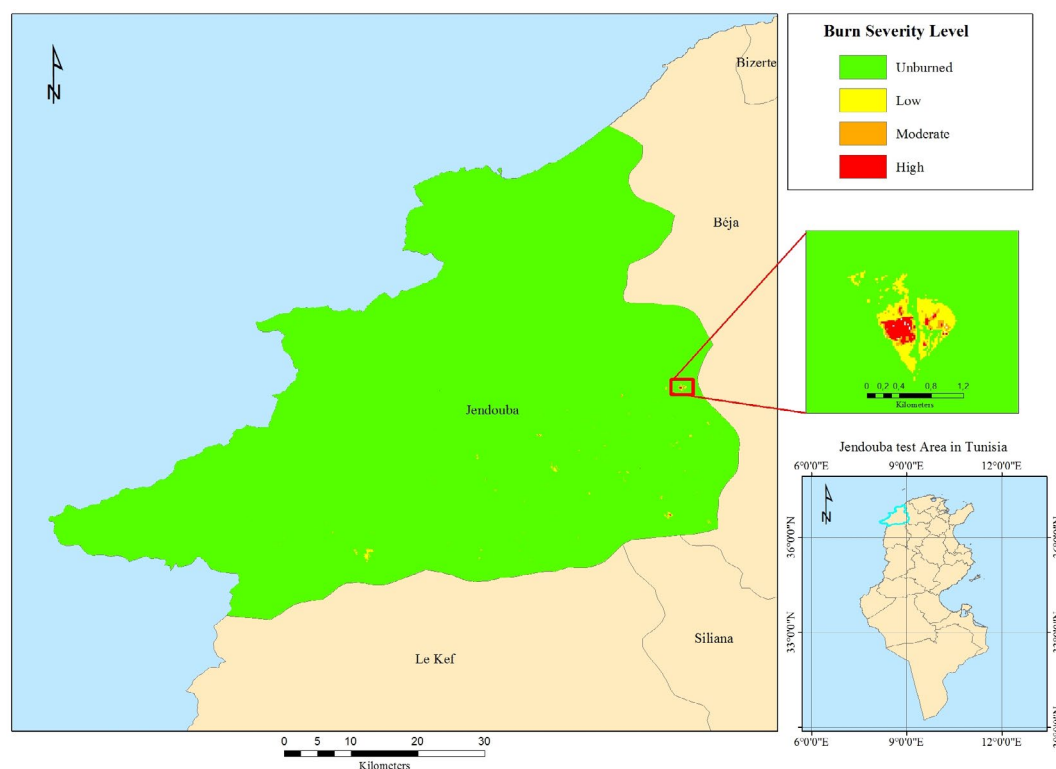 N
Bizerte
Béja
Jendouba
Le Kef
Siliana
0 5 10 20 30
Kilometers
Burn Severity Level
Unburned
Low
Moderate
High
0 0,2 0,4 0,8 1,2
Kilometers
Jendouba test Area in Tunisia
6°0'0"E 9°0'0"E 12°0'0"E
N
36°0'0"N
33°0'0"N
6°0'0"E 9°0'0"E 12°0'0"E